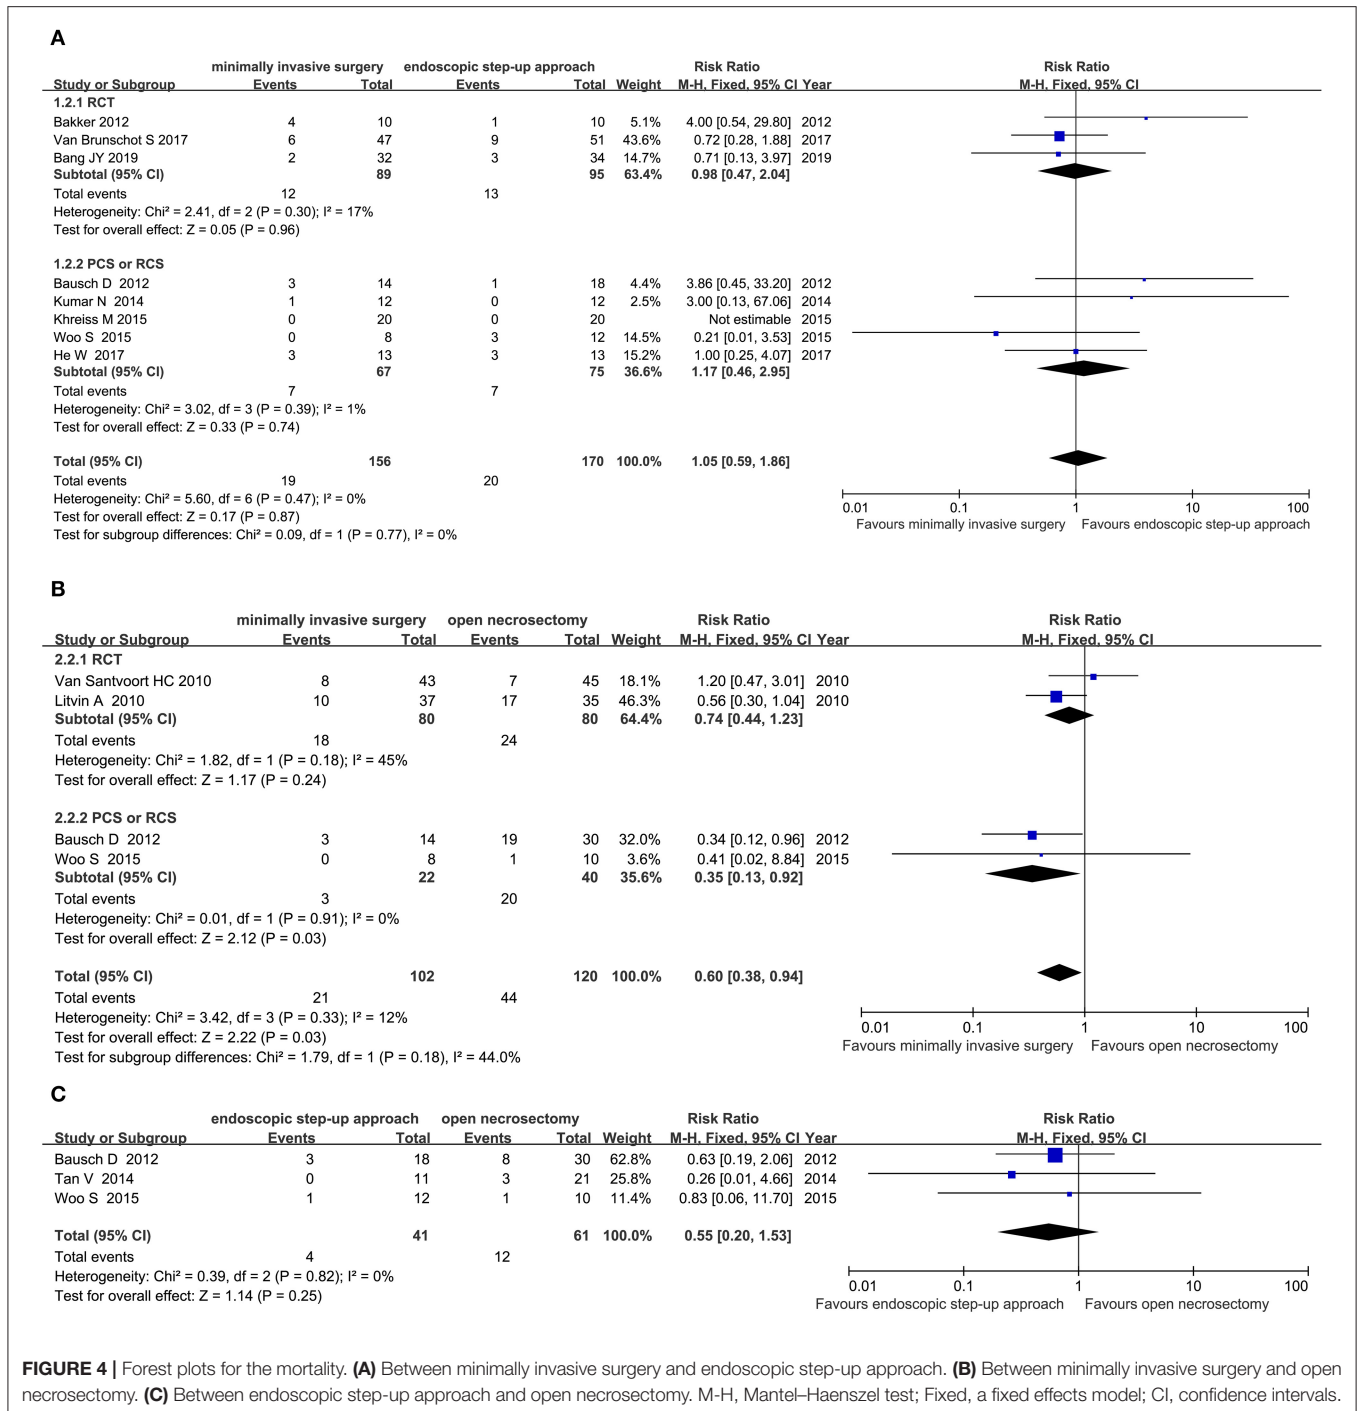 A
minimally invasive surgery endoscopic step-up approach Risk Ratio Risk Ratio
Study or Subgroup Events Total Events Total Weight M-H, Fixed, 95% CI Year M-H, Fixed, 95% CI
1.2.1 RCT
Bakker 2012 4 10 1 10 5.1% 4.00 [0.54, 29.80] 2012
Van Brunschot S 2017 6 47 9 51 43.6% 0.72 [0.28, 1.88] 2017
Bang JY 2019 2 32 3 34 14.7% 0.71 [0.13, 3.97] 2019
Subtotal (95% CI) 89 95 63.4% 0.98 [0.47, 2.04]
Total events 12 13
Heterogeneity: Chi² = 2.41, df = 2 (P = 0.30); I² = 17%
Test for overall effect: Z = 0.05 (P = 0.96)
1.2.2 PCS or RCS
Bausch D 2012 3 14 1 18 4.4% 3.86 [0.45, 33.20] 2012
Kumar N 2014 1 12 0 12 2.5% 3.00 [0.13, 67.06] 2014
Khreiss M 2015 0 20 0 20 Not estimable 2015
Woo S 2015 0 8 3 12 14.5% 0.21 [0.01, 3.53] 2015
He W 2017 3 13 3 13 15.2% 1.00 [0.25, 4.07] 2017
Subtotal (95% CI) 67 75 36.6% 1.17 [0.46, 2.95]
Total events 7 7
Heterogeneity: Chi² = 3.02, df = 3 (P = 0.39); I² = 1%
Test for overall effect: Z = 0.33 (P = 0.74)
Total (95% CI) 156 170 100.0% 1.05 [0.59, 1.86]
Total events 19 20
Heterogeneity: Chi² = 5.60, df = 6 (P = 0.47); I² = 0%
Test for overall effect: Z = 0.17 (P = 0.87)
Test for subgroup differences: Chi² = 0.09, df = 1 (P = 0.77), I² = 0%
0.01 0.1 1 10 100
Favours minimally invasive surgery Favours endoscopic step-up approach
B
minimally invasive surgery open necrosectomy Risk Ratio Risk Ratio
Study or Subgroup Events Total Events Total Weight M-H, Fixed, 95% CI Year M-H, Fixed, 95% CI
2.2.1 RCT
Van Santvoort HC 2010 8 43 7 45 18.1% 1.20 [0.47, 3.01] 2010
Litvin A 2010 10 37 17 35 46.3% 0.56 [0.30, 1.04] 2010
Subtotal (95% CI) 80 80 64.4% 0.74 [0.44, 1.23]
Total events 18 24
Heterogeneity: Chi² = 1.82, df = 1 (P = 0.18); I² = 45%
Test for overall effect: Z = 1.17 (P = 0.24)
2.2.2 PCS or RCS
Bausch D 2012 3 14 19 30 32.0% 0.34 [0.12, 0.96] 2012
Woo S 2015 0 8 1 10 3.6% 0.41 [0.02, 8.84] 2015
Subtotal (95% CI) 22 40 35.6% 0.35 [0.13, 0.92]
Total events 3 20
Heterogeneity: Chi² = 0.01, df = 1 (P = 0.91); I² = 0%
Test for overall effect: Z = 2.12 (P = 0.03)
Total (95% CI) 102 120 100.0% 0.60 [0.38, 0.94]
Total events 21 44
Heterogeneity: Chi² = 3.42, df = 3 (P = 0.33); I² = 12%
Test for overall effect: Z = 2.22 (P = 0.03)
Test for subgroup differences: Chi² = 1.79, df = 1 (P = 0.18), I² = 44.0%
0.01 0.1 1 10 100
Favours minimally invasive surgery Favours open necrosectomy
C
endoscopic step-up approach open necrosectomy Risk Ratio Risk Ratio
Study or Subgroup Events Total Events Total Weight M-H, Fixed, 95% CI Year M-H, Fixed, 95% CI
Bausch D 2012 3 18 8 30 62.8% 0.63 [0.19, 2.06] 2012
Tan V 2014 0 11 3 21 25.8% 0.26 [0.01, 4.66] 2014
Woo S 2015 1 12 1 10 11.4% 0.83 [0.06, 11.70] 2015
Total (95% CI) 41 61 100.0% 0.55 [0.20, 1.53]
Total events 4 12
Heterogeneity: Chi² = 0.39, df = 2 (P = 0.82); I² = 0%
Test for overall effect: Z = 1.14 (P = 0.25)
0.01 0.1 1 10 100
Favours endoscopic step-up approach Favours open necrosectomy
FIGURE 4 | Forest plots for the mortality. (A) Between minimally invasive surgery and endoscopic step-up approach. (B) Between minimally invasive surgery and open
necrosectomy. (C) Between endoscopic step-up approach and open necrosectomy. M-H, Mantel–Haenszel test; Fixed, a fixed effects model; CI, confidence intervals.